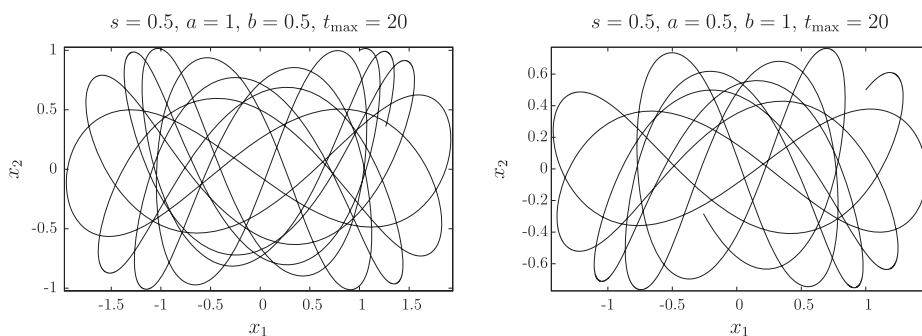 s = 0.5, a = 1, b = 0.5, t_max = 20
1
0.5
0
-0.5
-1
x_2
-1.5 -1 -0.5 0 0.5 1 1.5
x_1
s = 0.5, a = 0.5, b = 1, t_max = 20
0.6
0.4
0.2
0
-0.2
-0.4
-0.6
x_2
-1 -0.5 0 0.5 1
x_1